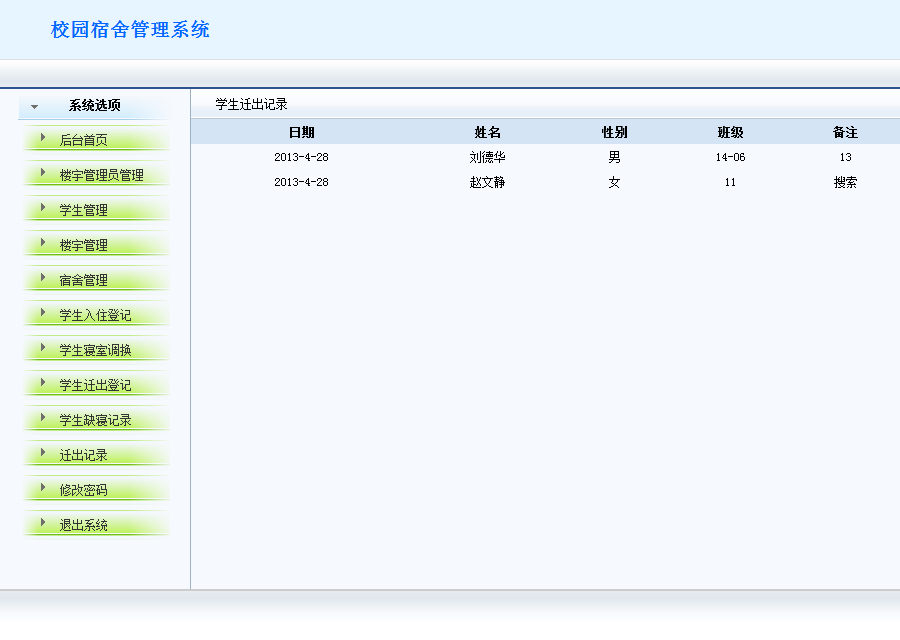 校园宿舍管理系统
系统选项
后台首页
楼宇管理员管理
学生管理
楼宇管理
宿舍管理
学生入住登记
学生寝室调换
学生迁出登记
学生缺寝记录
迁出记录
修改密码
退出系统
学生迁出记录
日期 姓名 性别 班级 备注
2013-4-28 刘德华 男 14-06 13
2013-4-28 赵文静 女 11 搜索